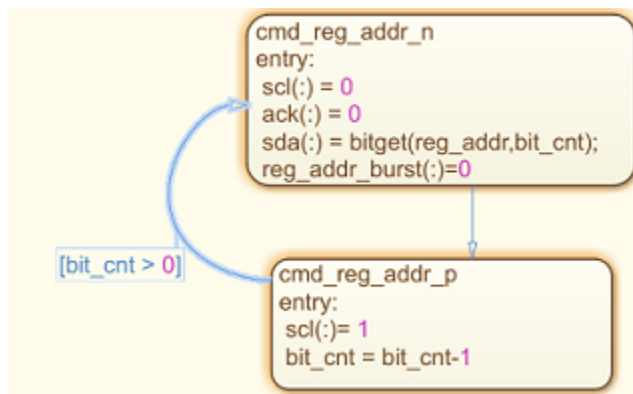 cmd_reg_addr_n
entry:
scl(:) = 0
ack(:) = 0
sda(:) = bitget(reg_addr,bit_cnt);
reg_addr_burst(:)=0
[bit_cnt > 0]
cmd_reg_addr_p
entry:
scl(:)= 1
bit_cnt = bit_cnt-1